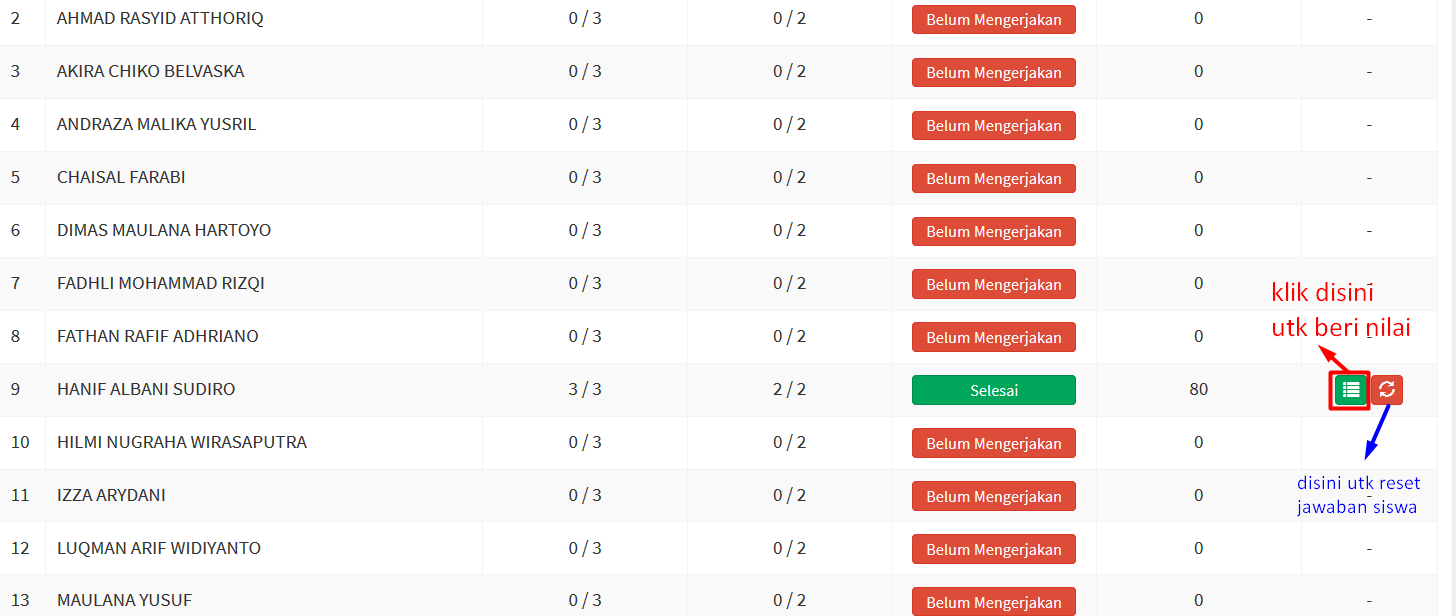 2 AHMAD RASYID ATTHORIQ 0 / 3 0 / 2 Belum Mengerjakan 0 -
3 AKIRA CHIKO BELVASKA 0 / 3 0 / 2 Belum Mengerjakan 0 -
4 ANDRAZA MALIKA YUSRIL 0 / 3 0 / 2 Belum Mengerjakan 0 -
5 CHAISAL FARABI 0 / 3 0 / 2 Belum Mengerjakan 0 -
6 DIMAS MAULANA HARTOYO 0 / 3 0 / 2 Belum Mengerjakan 0 -
7 FADHLI MOHAMMAD RIZQI 0 / 3 0 / 2 Belum Mengerjakan 0 -
klik disini
utk beri nilai
8 FATHAN RAFIF ADHRIANO 0 / 3 0 / 2 Belum Mengerjakan 0 -
9 HANIF ALBANI SUDIRO 3 / 3 2 / 2 Selesai 80
10 HILMI NUGRAHA WIRASAPUTRA 0 / 3 0 / 2 Belum Mengerjakan 0
disini utk reset
jawaban siswa
11 IZZA ARYDANI 0 / 3 0 / 2 Belum Mengerjakan 0 -
12 LUQMAN ARIF WIDIYANTO 0 / 3 0 / 2 Belum Mengerjakan 0 -
13 MAULANA YUSUF 0 / 3 0 / 2 Belum Mengerjakan 0 -